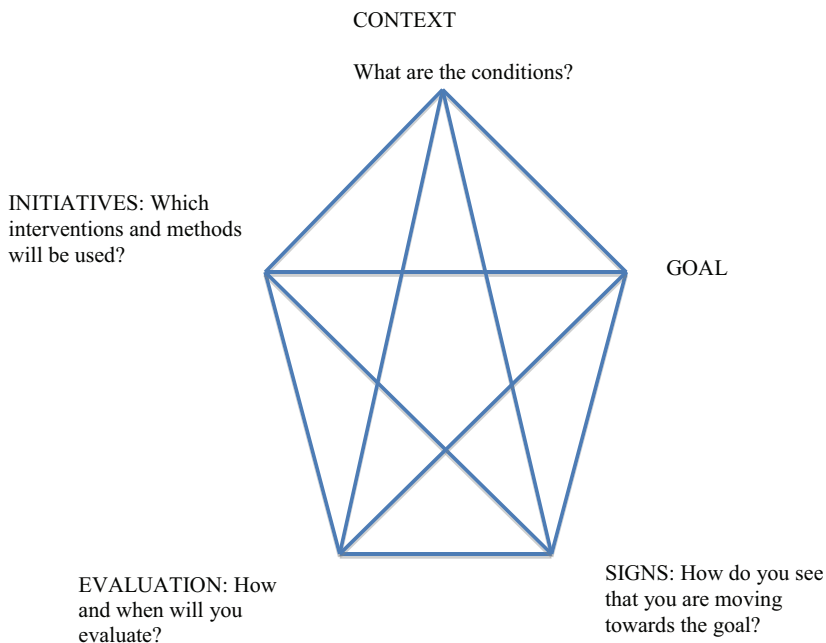 CONTEXT
What are the conditions?
INITIATIVES: Which
interventions and methods
will be used?
GOAL
EVALUATION: How
and when will you
evaluate?
SIGNS: How do you see
that you are moving
towards the goal?